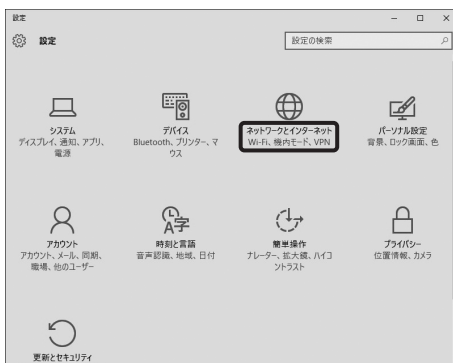 設定
設定
設定の検索
システム
ディスプレイ、通知、アプリ、
電源
デバイス
Bluetooth、プリンター、マ
ウス
ネットワークとインターネット
Wi-Fi、機内モード、VPN
パーソナル設定
背景、ロック画面、色
アカウント
アカウント、メール、同期、
職場、他のユーザー
時刻と言語
音声認識、地域、日付
簡単操作
ナレーター、拡大鏡、ハイコ
ントラスト
プライバシー
位置情報、カメラ
更新とセキュリティ